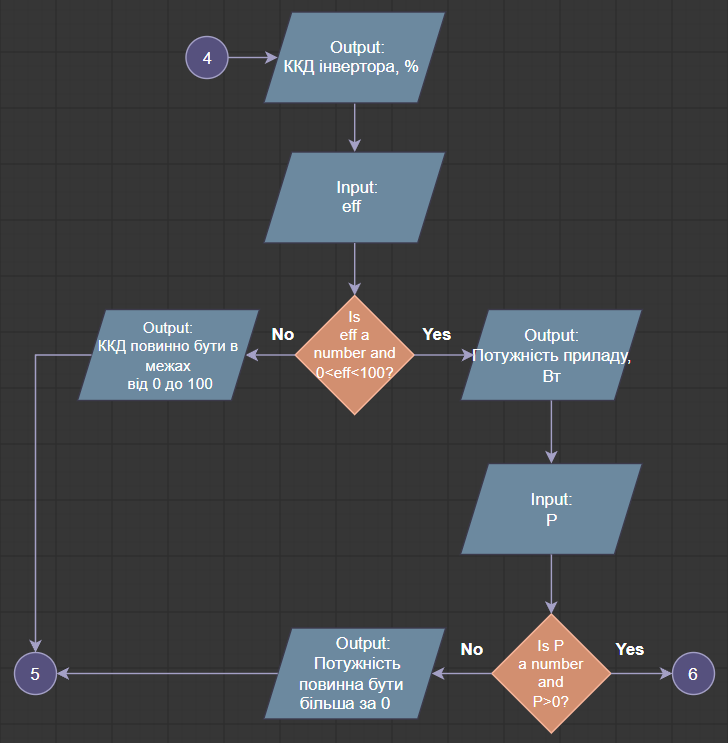 4
Output:
ККД інвертора, %
Input:
eff
Is
eff a
number and
0<eff<100?
No
Yes
Output:
ККД повинно бути в
межах
від 0 до 100
Output:
Потужність приладу,
Вт
Input:
P
Is P
a number
and
P>0?
No
Yes
Output:
Потужність
повинна бути
більша за 0
5
6